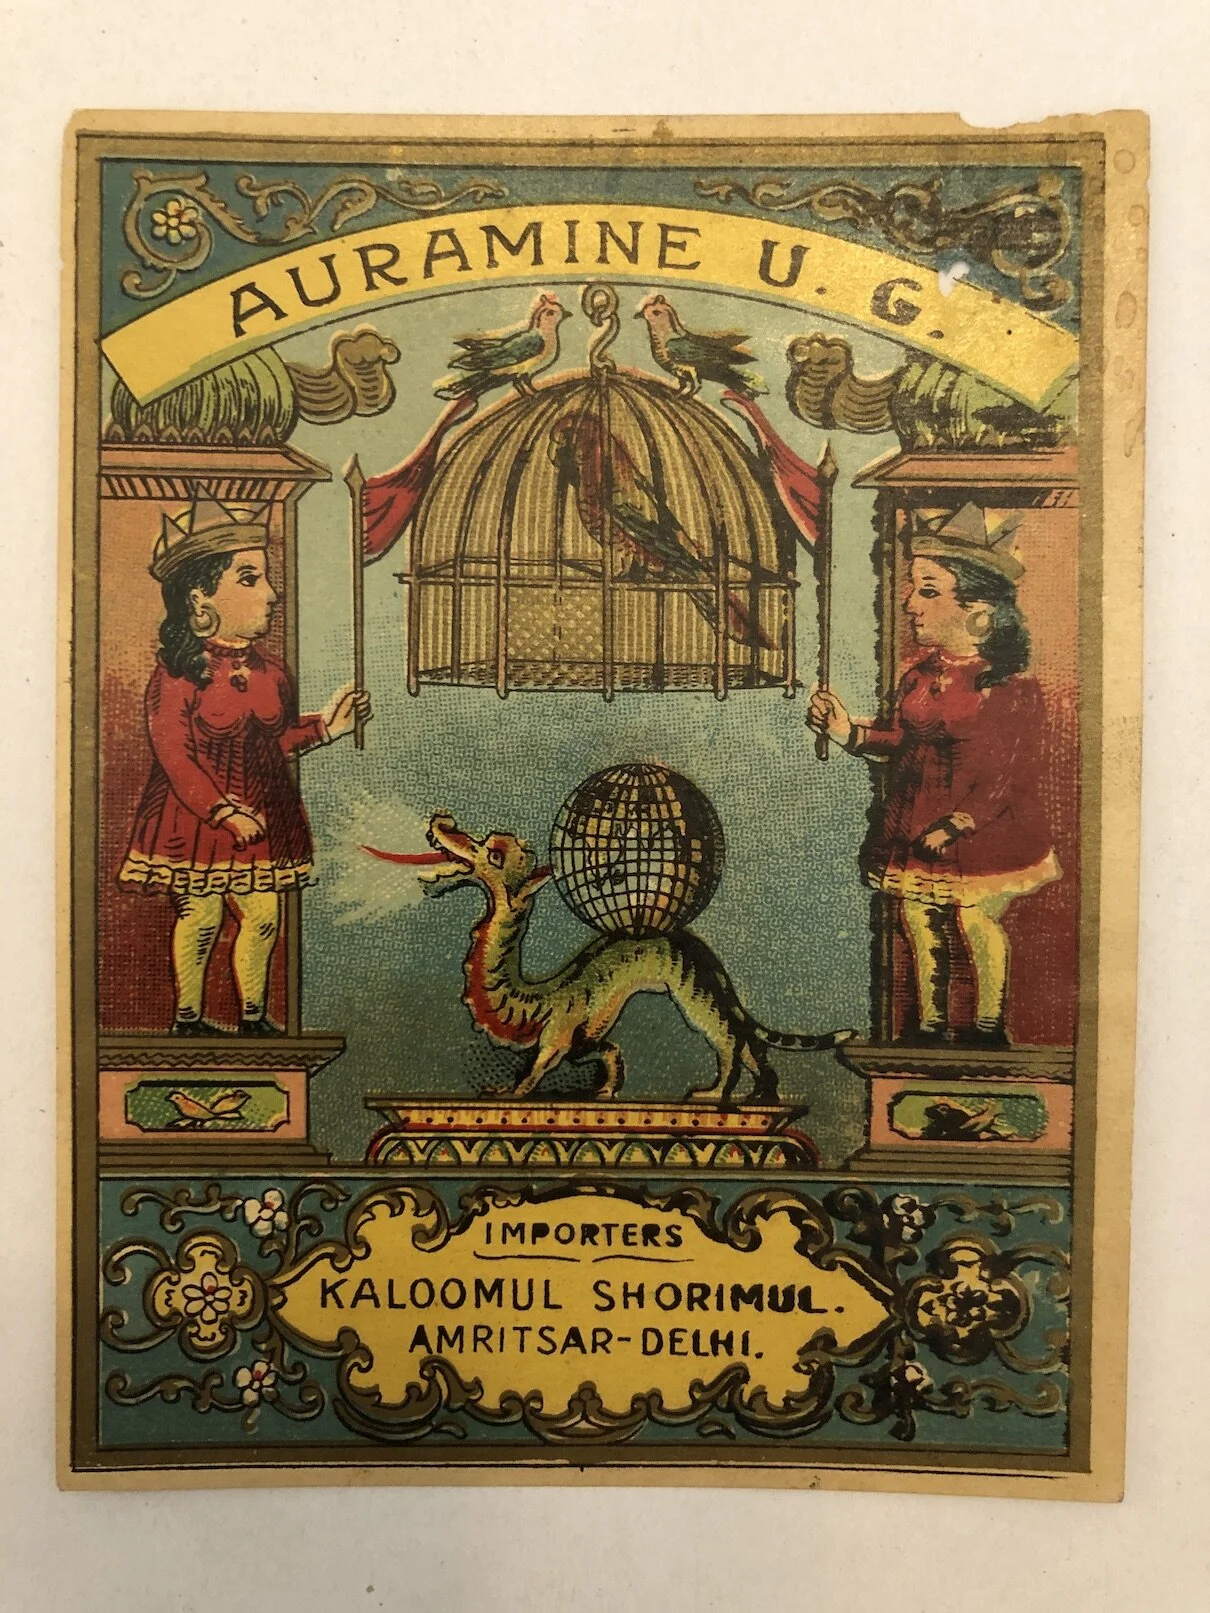 AURAMINE U. G.
IMPORTERS
KALOOMUL SHORIMUL.
AMRITSAR-DELHI.